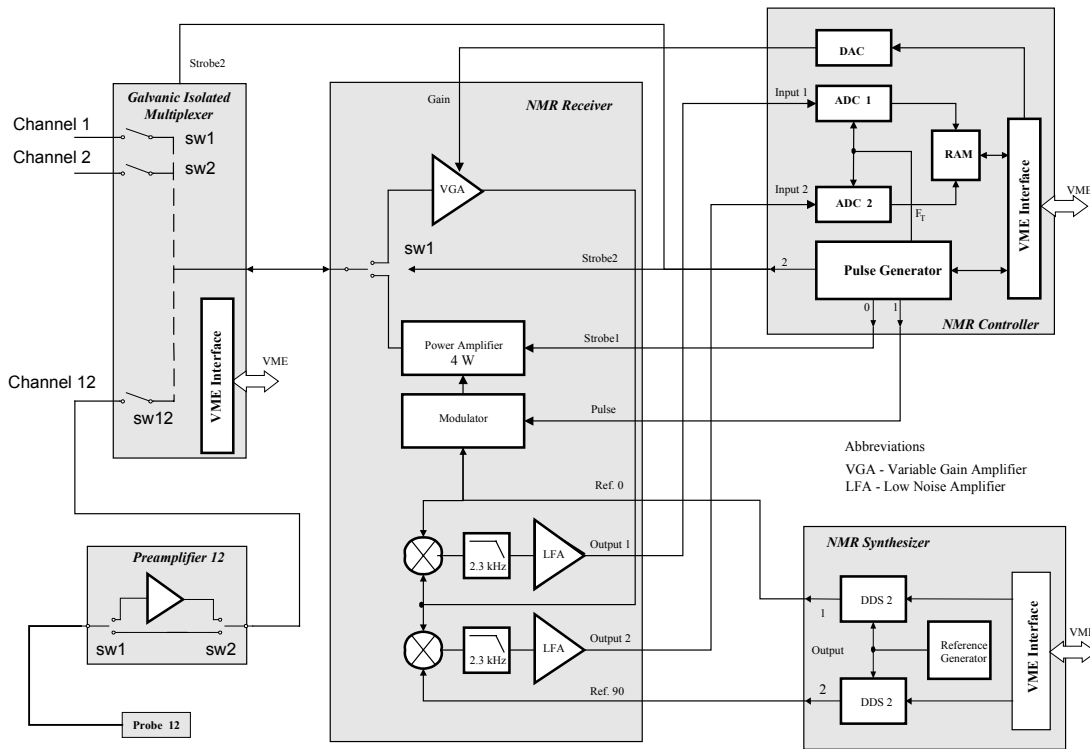 Strobe2
Galvanic Isolated
Multiplexer
Channel 1
sw1
Channel 2
sw2
Channel 12
sw12
VME Interface
VME
Preamplifier 12
sw1
sw2
Probe 12
NMR Receiver
Gain
VGA
sw1
Strobe2
Power Amplifier
4 W
Strobe1
Modulator
Pulse
Ref. 0
2.3 kHz
LFA
Output 1
2.3 kHz
LFA
Output 2
Ref. 90
DAC
Input 1
ADC 1
RAM
Input 2
ADC 2
F_T
VME Interface
VME
2
Pulse Generator
0
1
NMR Controller
Abbreviations
VGA - Variable Gain Amplifier
LFA - Low Noise Amplifier
NMR Synthesizer
DDS 2
1
Output
Reference
Generator
2
DDS 2
VME Interface
VME